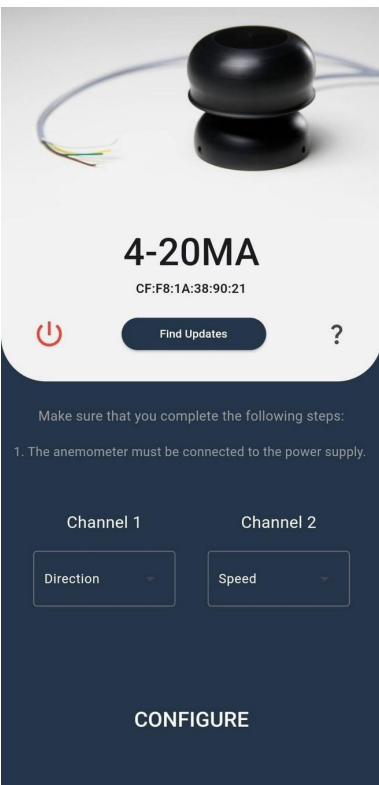 4-20MA
CF:F8:1A:38:90:21
Find Updates
?
Make sure that you complete the following steps:
1. The anemometer must be connected to the power supply.
Channel 1 Channel 2
Direction Speed
CONFIGURE